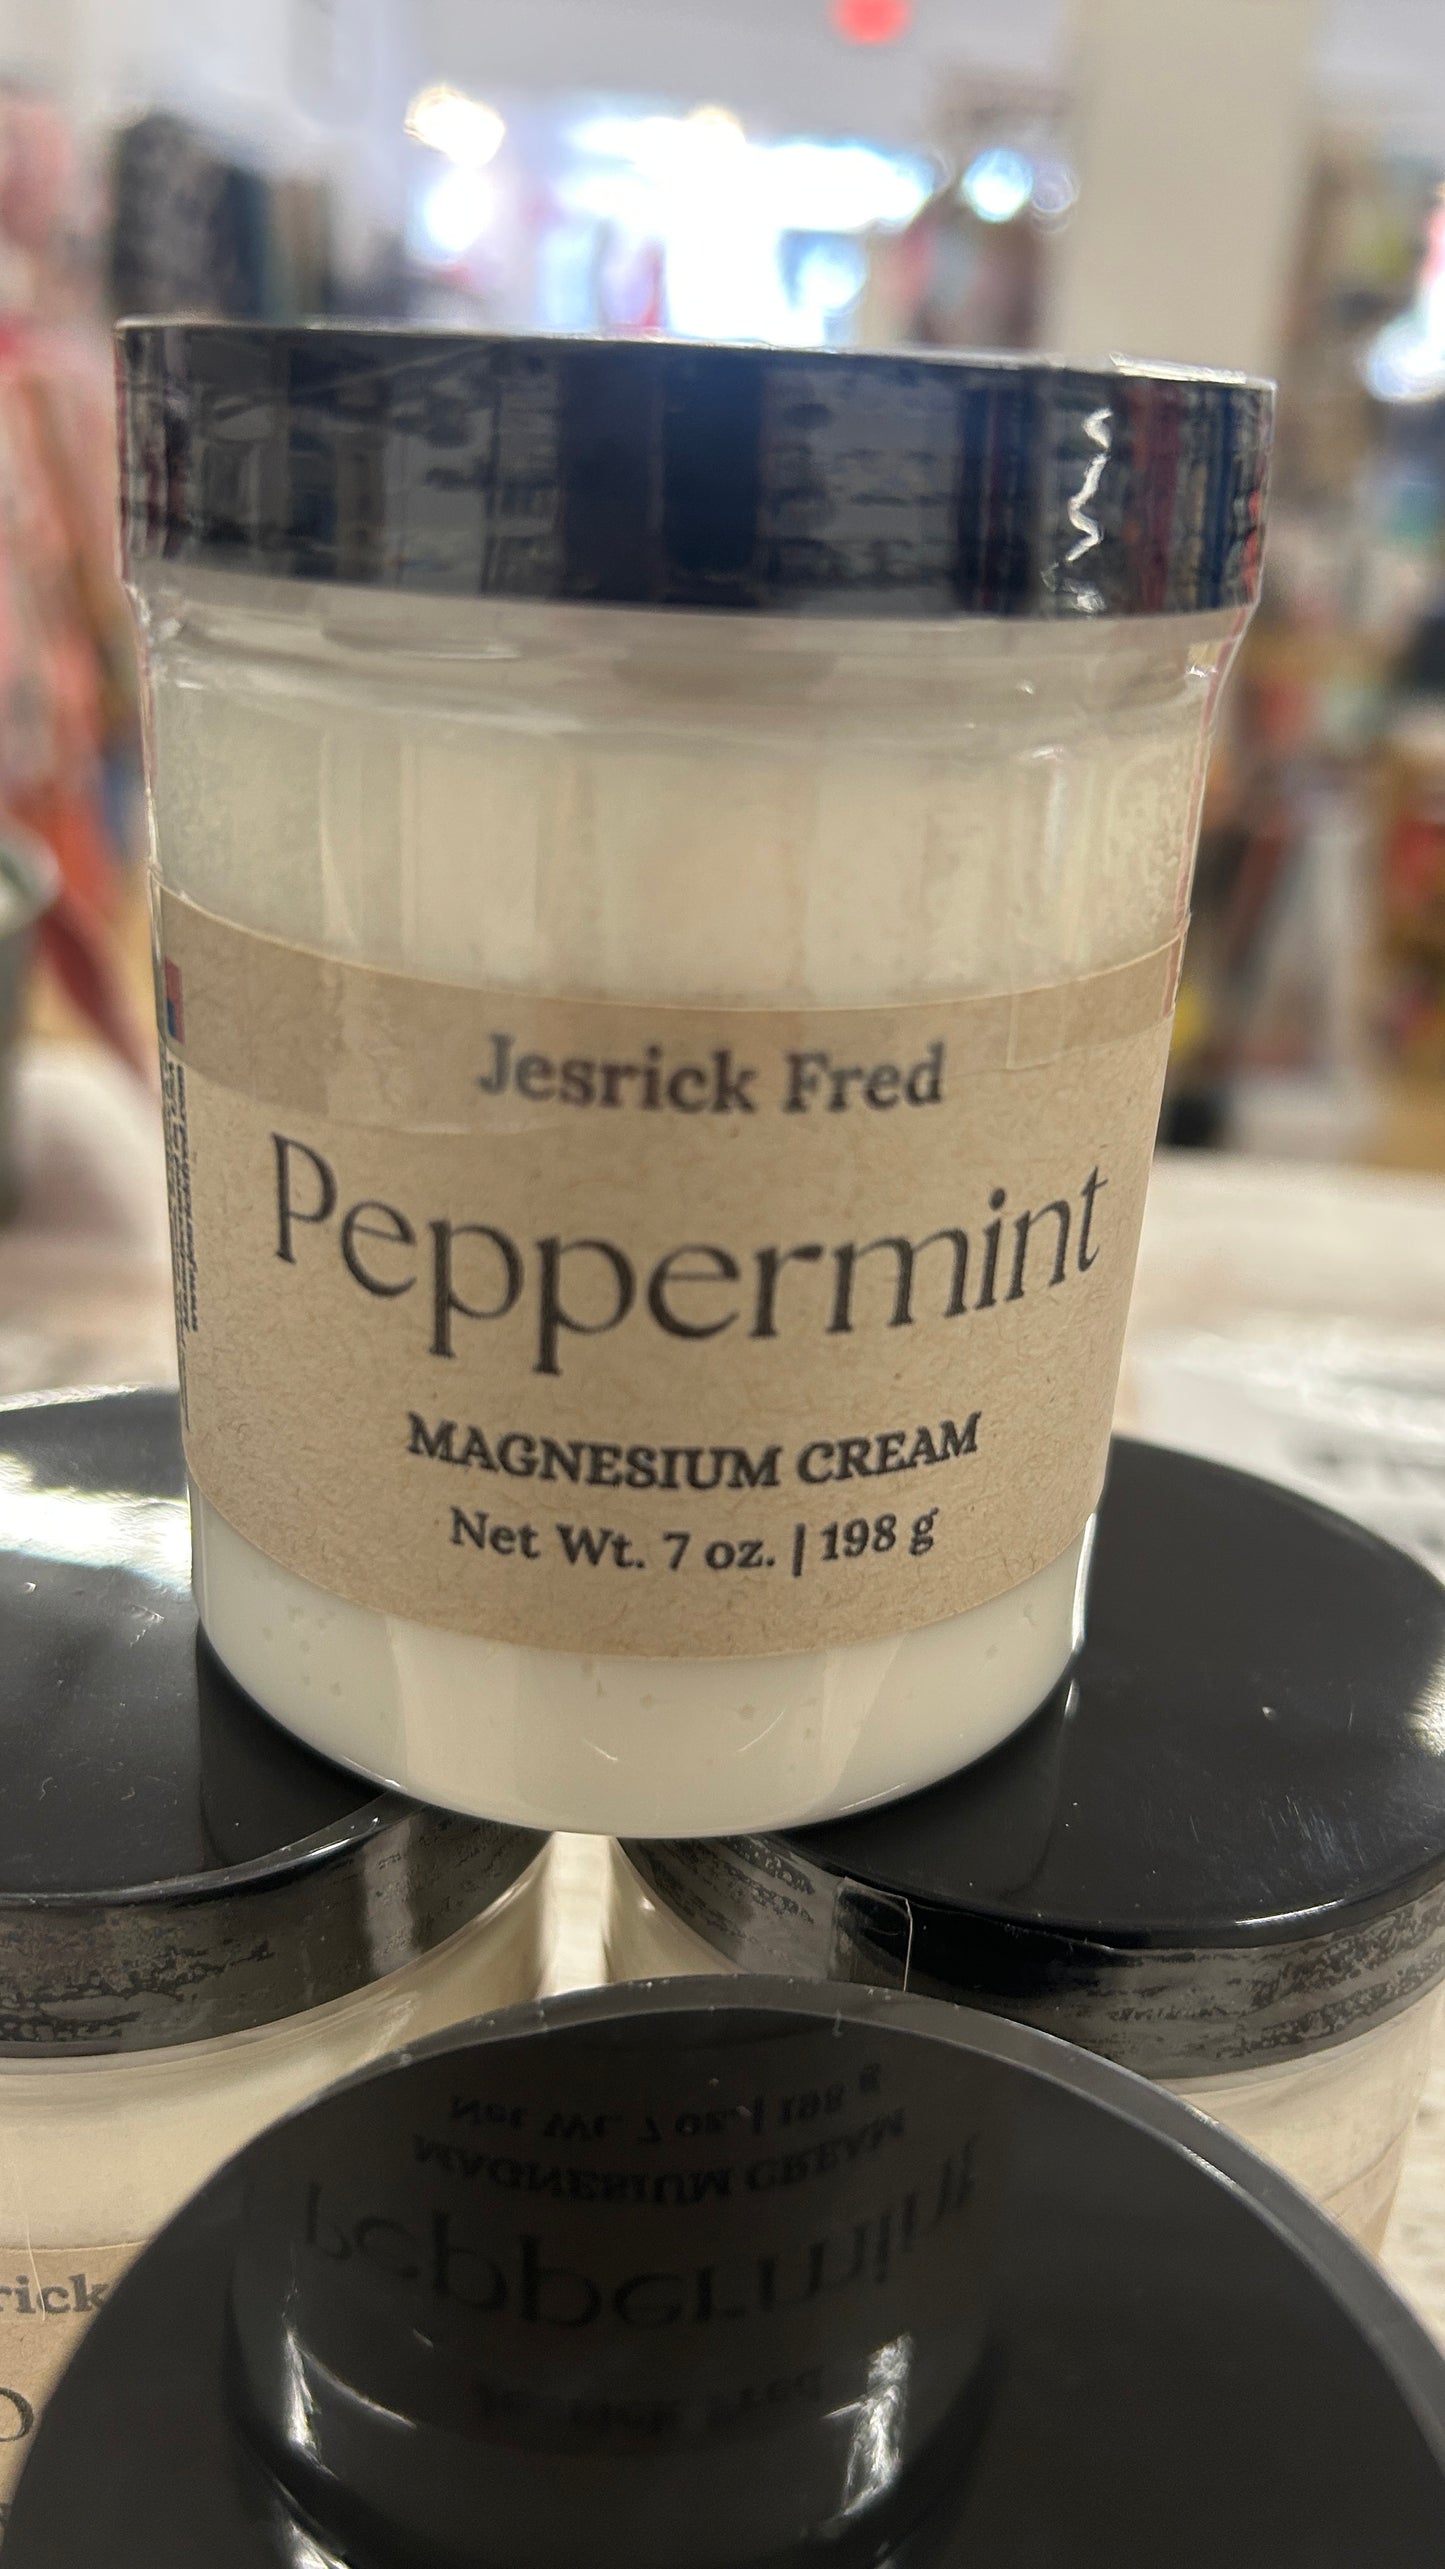 Jesrick Fred
Peppermint
MAGNESIUM CREAM
Net Wt. 7 oz. | 198 g